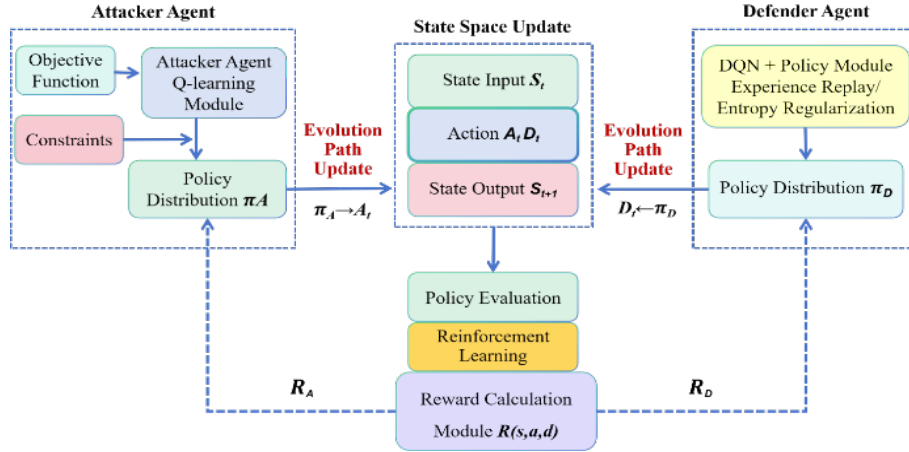 Attacker Agent
Objective
Function
Attacker Agent
Q-learning
Module
Constraints
Policy
Distribution πA
Evolution
Path
Update
π_A→A_t
State Space Update
State Input S_t
Action A_t D_t
State Output S_{t+1}
Defender Agent
DQN + Policy Module
Experience Replay/
Entropy Regularization
Evolution
Path
Update
Policy Distribution π_D
D_t←π_D
Policy Evaluation
Reinforcement
Learning
R_A
Reward Calculation
Module R(s,a,d)
R_D